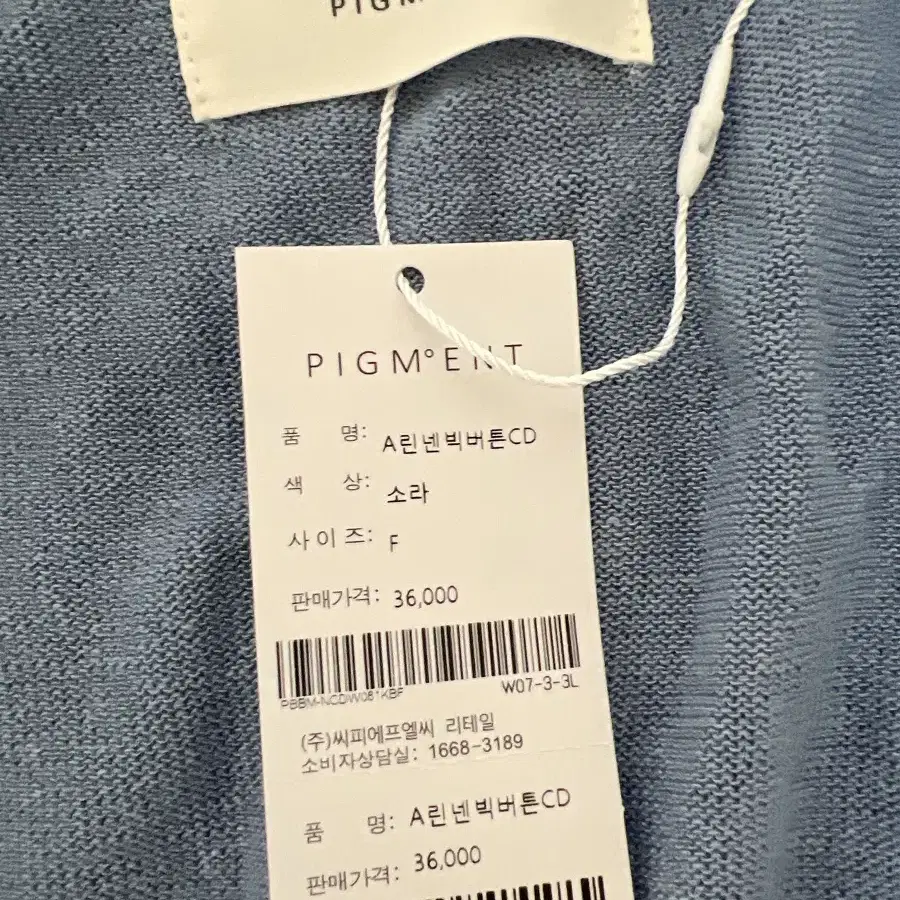 PIGM
PIGM°ENT
품 명: A린넨빅버튼CD
색 상: 소라
사이즈: F
판매가격: 36,000
PBBM-NCDW081KBF
W07-3-3L
(주)씨피에프엘씨 리테일
소비자상담실: 1668-3189
품 명: A린넨빅버튼CD
판매가격: 36,000